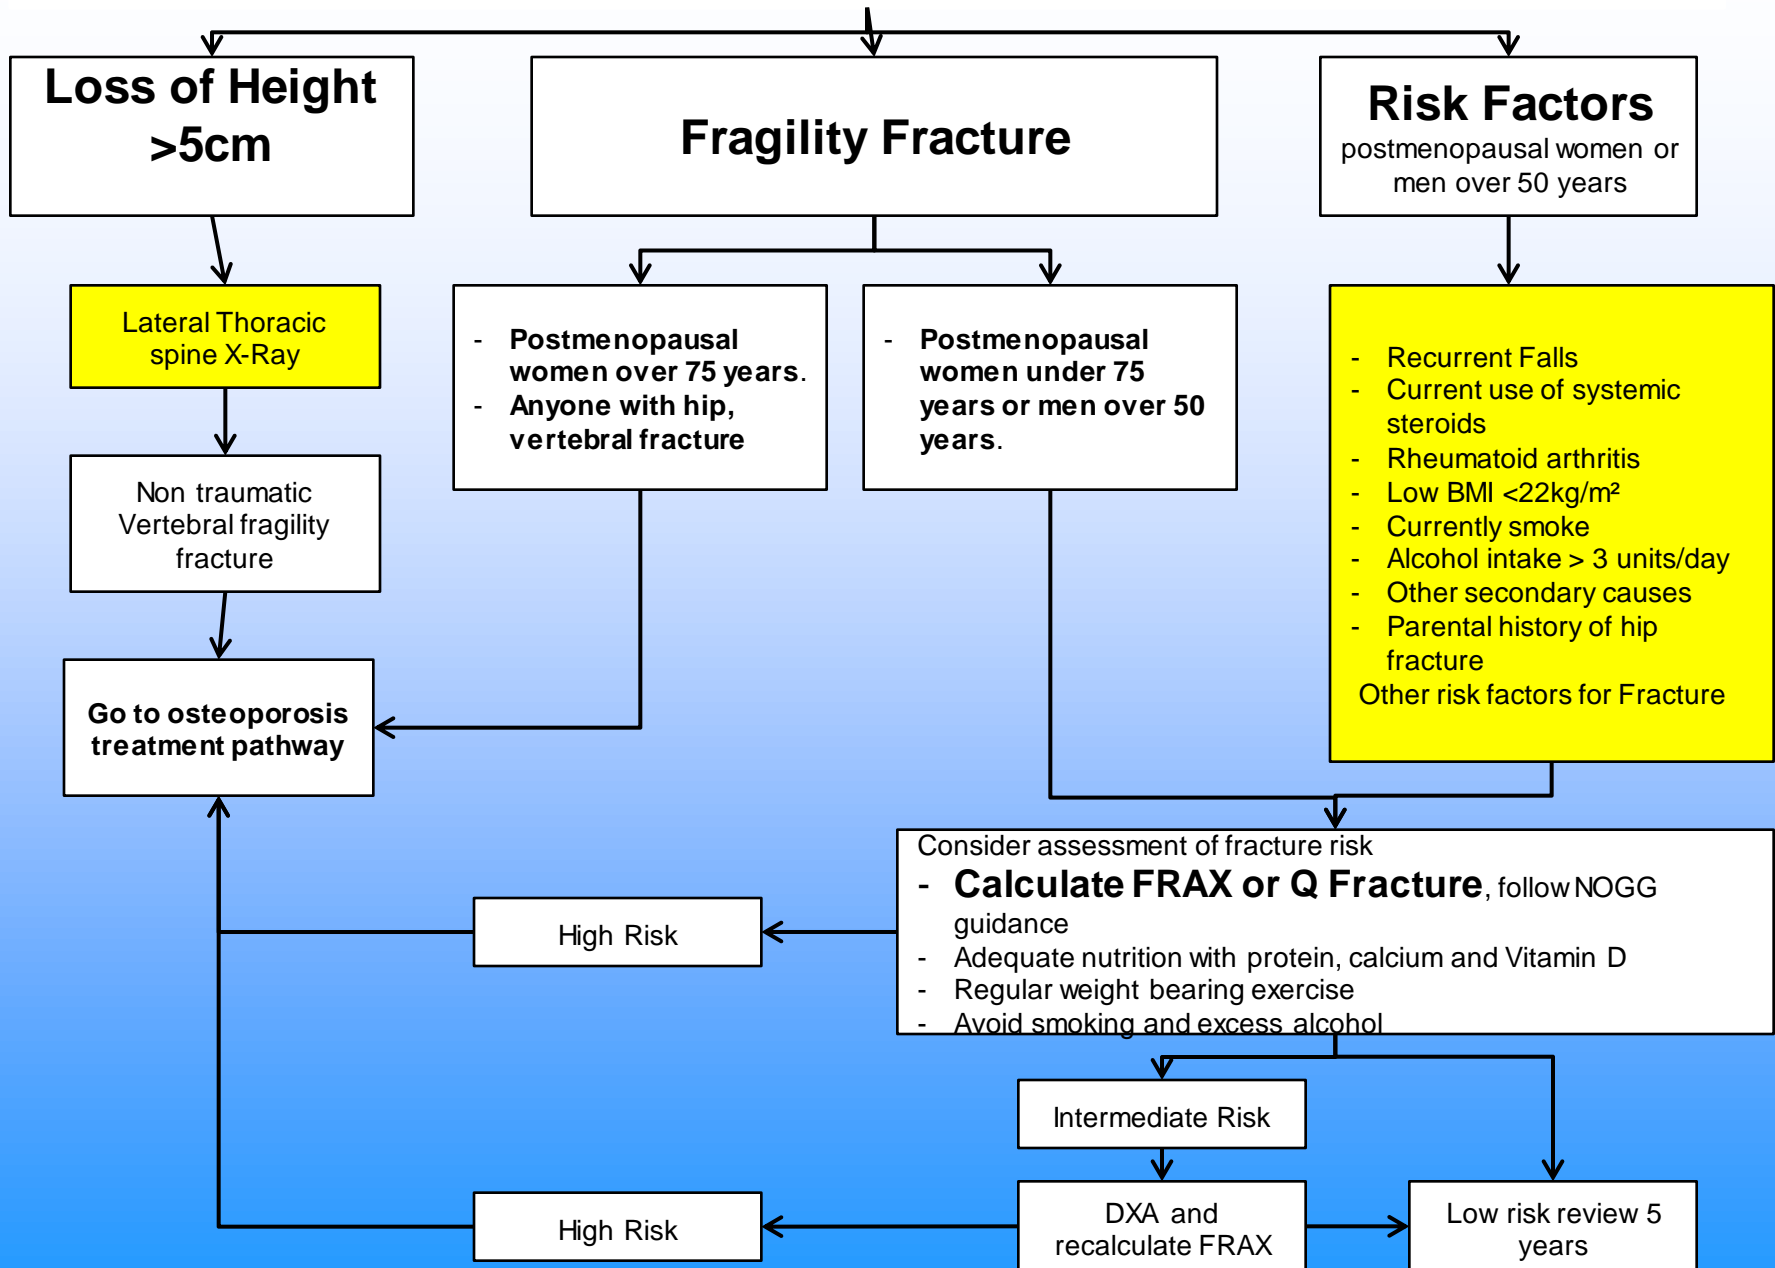 Loss of Height
>5cm
Fragility Fracture
Risk Factors
postmenopausal women or
men over 50 years
Lateral Thoracic
spine X-Ray
- Postmenopausal
women over 75 years.
- Anyone with hip,
vertebral fracture
- Postmenopausal
women under 75
years or men over 50
years.
- Recurrent Falls
- Current use of systemic
steroids
- Rheumatoid arthritis
- Low BMI <22kg/m²
- Currently smoke
- Alcohol intake > 3 units/day
- Other secondary causes
- Parental history of hip
fracture
Other risk factors for Fracture
Non traumatic
Vertebral fragility
fracture
Go to osteoporosis
treatment pathway
Consider assessment of fracture risk
- Calculate FRAX or Q Fracture, follow NOGG
guidance
- Adequate nutrition with protein, calcium and Vitamin D
- Regular weight bearing exercise
- Avoid smoking and excess alcohol
High Risk
Intermediate Risk
High Risk
DXA and
recalculate FRAX
Low risk review 5
years